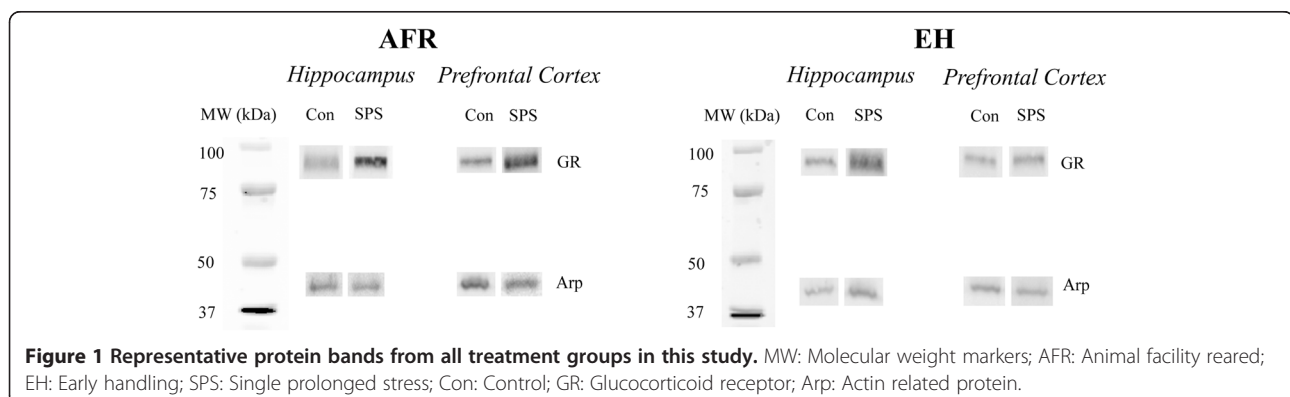 AFR
EH
Hippocampus Prefrontal Cortex
Hippocampus Prefrontal Cortex
MW (kDa) Con SPS Con SPS
MW (kDa) Con SPS Con SPS
100 GR
75
50
Arp
37
100 GR
75
50
Arp
37
Figure 1 Representative protein bands from all treatment groups in this study. MW: Molecular weight markers; AFR: Animal facility reared;
EH: Early handling; SPS: Single prolonged stress; Con: Control; GR: Glucocorticoid receptor; Arp: Actin related protein.